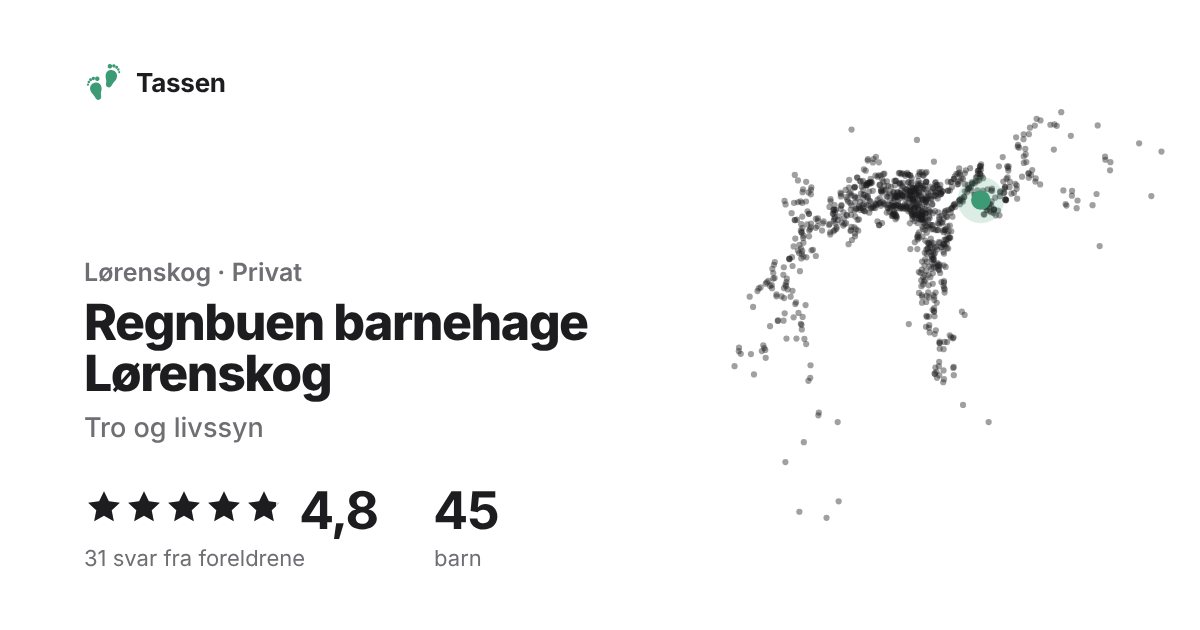 Tassen
Lørenskog · Privat
Regnbuen barnehage
Lørenskog
Tro og livssyn
4,8
31 svar fra foreldrene
45
barn